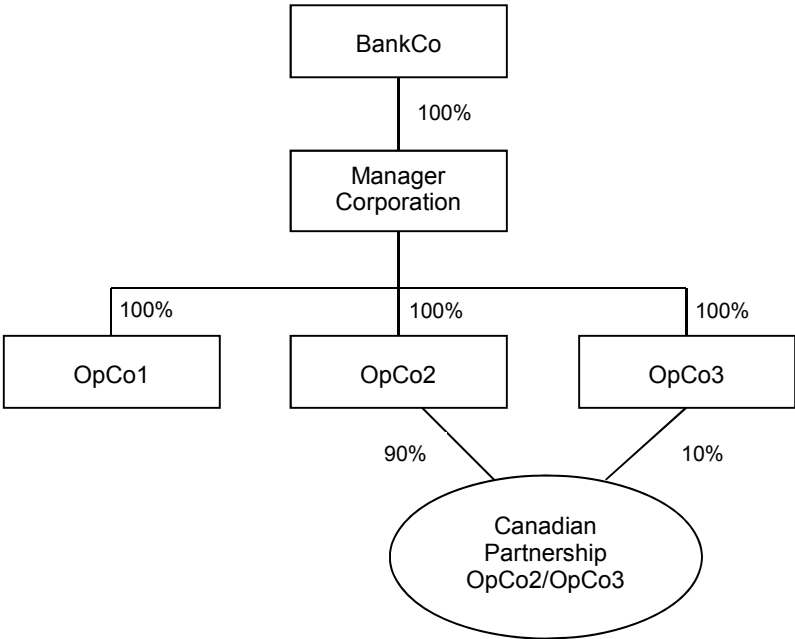 BankCo
100%
Manager
Corporation
100%
100%
100%
OpCo1
OpCo2
OpCo3
90%
10%
Canadian
Partnership
OpCo2/OpCo3